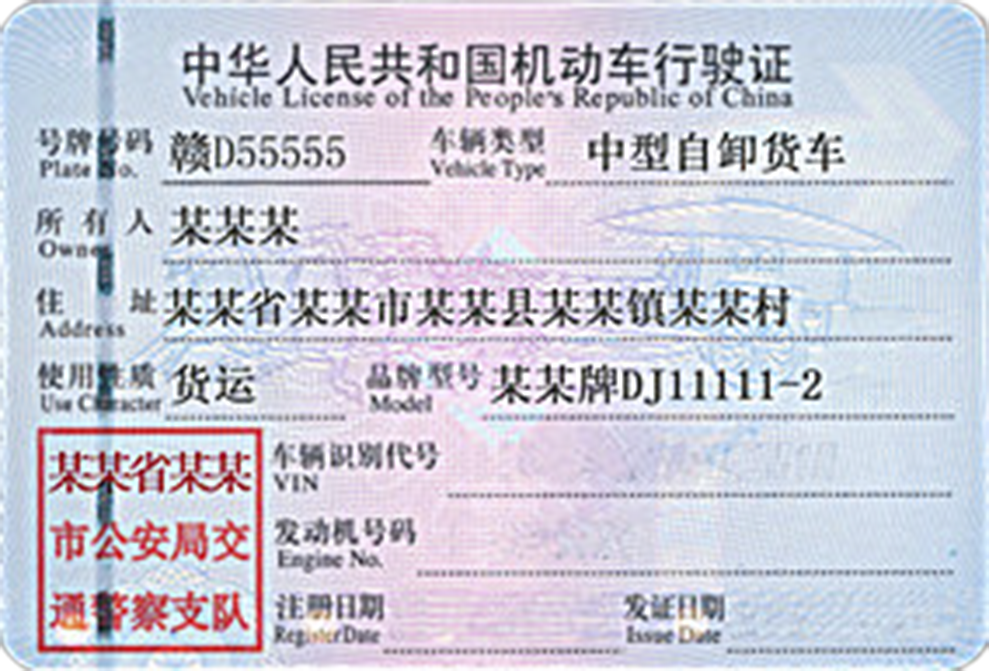 中华人民共和国机动车行驶证
Vehicle License of the People's Republic of China
号牌号码 赣D55555 车辆类型 中型自卸货车
Plate No. Vehicle Type
所有人 某某某
Owner
住址 某某省某某市某某县某某镇某某村
Address
使用性质 货运 品牌型号 某某牌DJ11111-2
Use Character Model
某某省某某
市公安局交
通警察支队
车辆识别代号
VIN
发动机号码
Engine No.
注册日期 发证日期
Register Date Issue Date